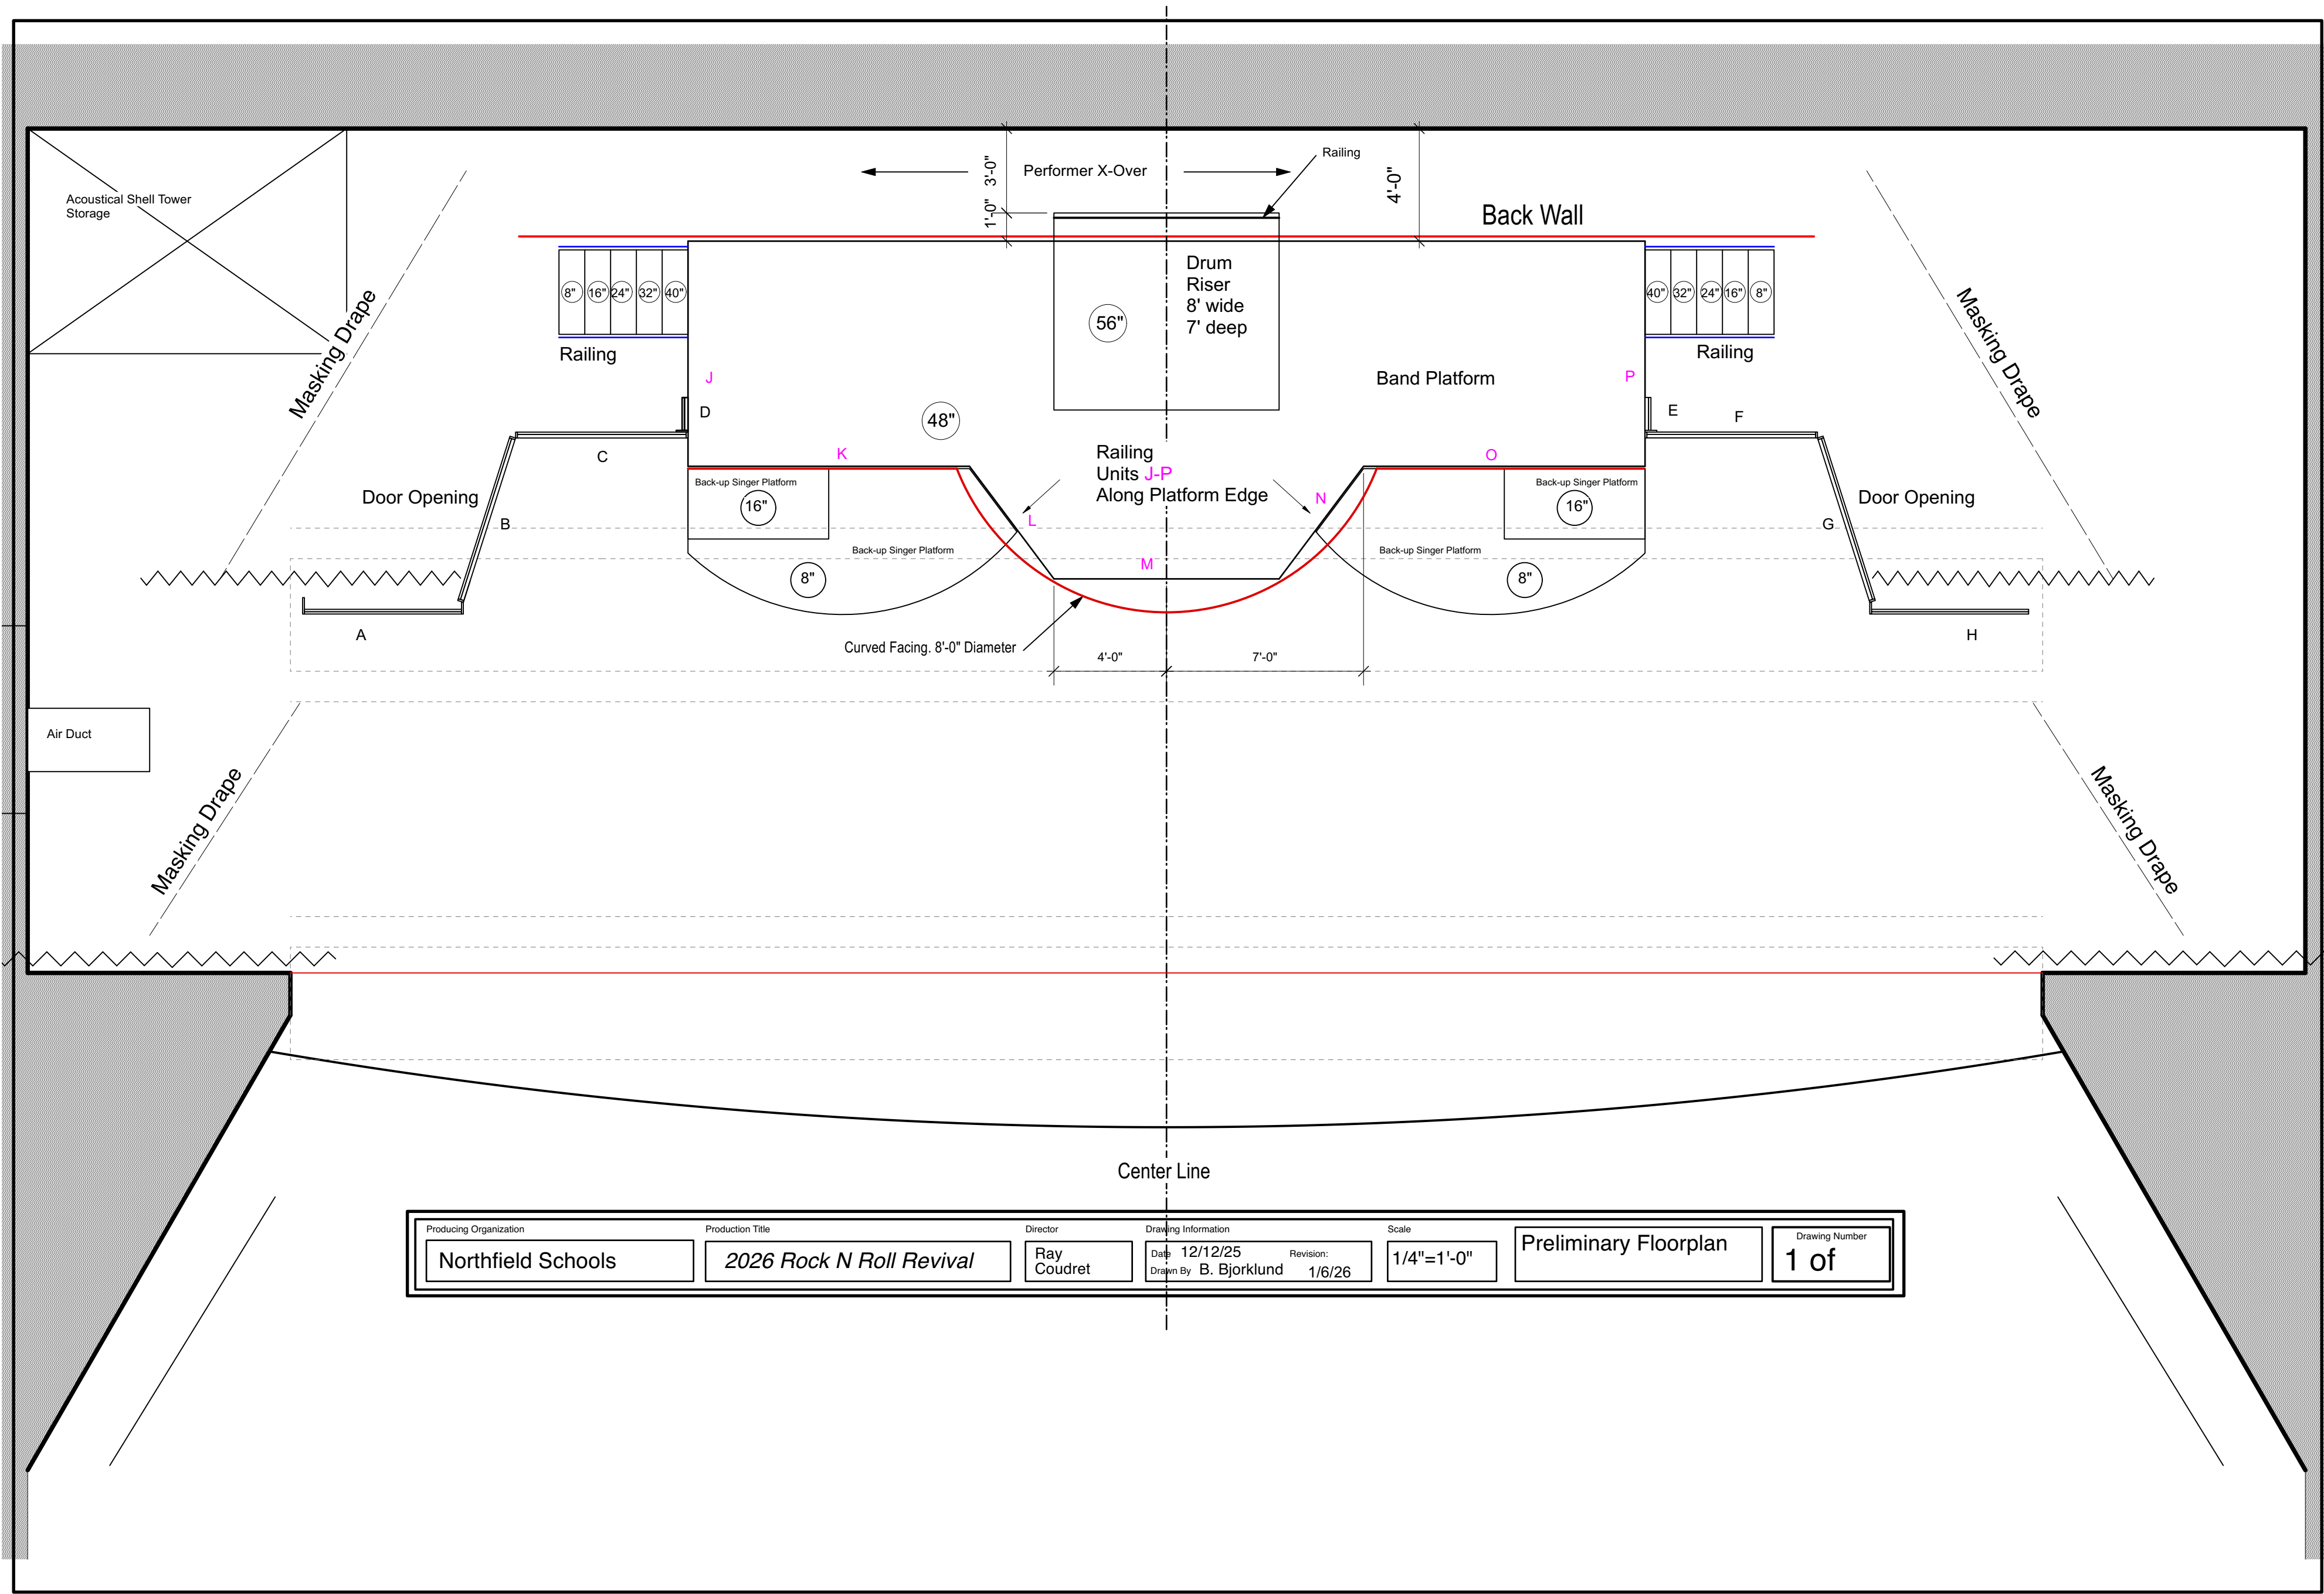 Railing
Performer X-Over
3'-0"
1'-0"
4'-0"
Back Wall
Acoustical Shell Tower
Storage
Masking Drape
Masking Drape
8" 16" 24" 32" 40"
Railing
Drum
Riser
8' wide
7' deep
56"
40" 32" 24" 16" 8"
Railing
J
P
Band Platform
D
E
F
48"
C
K
O
Railing
Units J-P
Along Platform Edge
Door Opening
B
Back-up Singer Platform
16"
L
N
Back-up Singer Platform
16"
G
Door Opening
Back-up Singer Platform
8"
M
Back-up Singer Platform
8"
A
H
Curved Facing. 8'-0" Diameter
4'-0"
7'-0"
Air Duct
Masking Drape
Masking Drape
Center Line
Producing Organization
Northfield Schools
Production Title
2026 Rock N Roll Revival
Director
Ray
Coudret
Drawing Information
Date 12/12/25
Revision:
Drawn By B. Bjorklund
1/6/26
Scale
1/4"=1'-0"
Preliminary Floorplan
Drawing Number
1 of